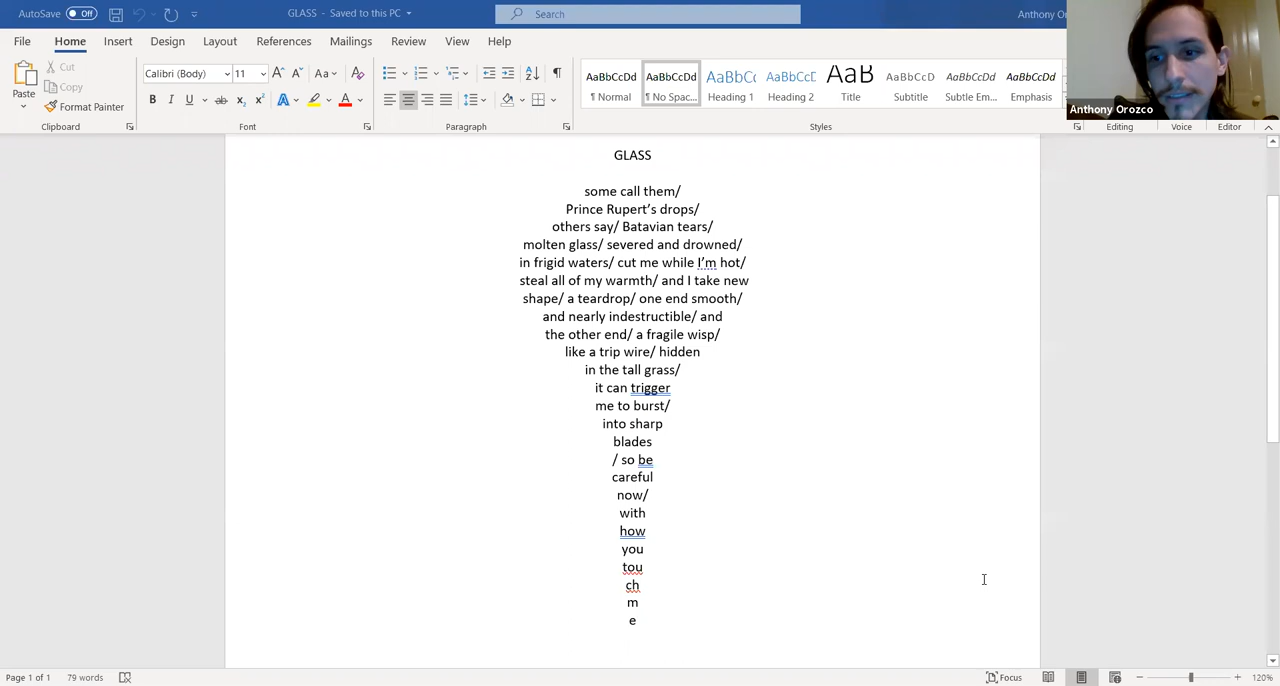 AutoSave Off GLASS - Saved to this PC Search Anthony Or
File Home Insert Design Layout References Mailings Review View Help
Paste Cut Copy Format Painter
Calibri (Body) 11 Aa
B I U ab x₂ x² A A
AaBbCcDd AaBbCcDd AaBbCc AaBbCcD AaB AaBbCcD AaBbCcDd AaBbCcDd
¶ Normal ¶ No Spac... Heading 1 Heading 2 Title Subtitle Subtle Em... Emphasis
Anthony Orozco
Clipboard Font Paragraph Styles Editing Voice Editor
GLASS
some call them/
Prince Rupert’s drops/
others say/ Batavian tears/
molten glass/ severed and drowned/
in frigid waters/ cut me while I’m hot/
steal all of my warmth/ and I take new
shape/ a teardrop/ one end smooth/
and nearly indestructible/ and
the other end/ a fragile wisp/
like a trip wire/ hidden
in the tall grass/
it can trigger
me to burst/
into sharp
blades
/ so be
careful
now/
with
how
you
tou
ch
m
e
Page 1 of 1 79 words Focus 120%